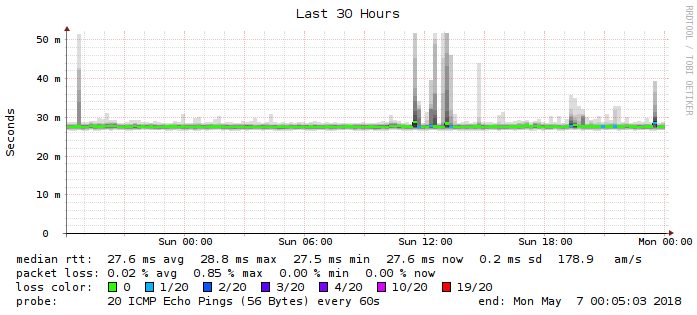 Last 30 Hours
RRDTOOL / TOBI OETIKER
Seconds
50 m
40 m
30 m
20 m
10 m
0
Sun 00:00 Sun 06:00 Sun 12:00 Sun 18:00 Mon 00:00
median rtt: 27.6 ms avg 28.8 ms max 27.5 ms min 27.6 ms now 0.2 ms sd 178.9 am/s
packet loss: 0.02 % avg 0.85 % max 0.00 % min 0.00 % now
loss color: 0 1/20 2/20 3/20 4/20 10/20 19/20
probe: 20 ICMP Echo Pings (56 Bytes) every 60s end: Mon May 7 00:05:03 2018